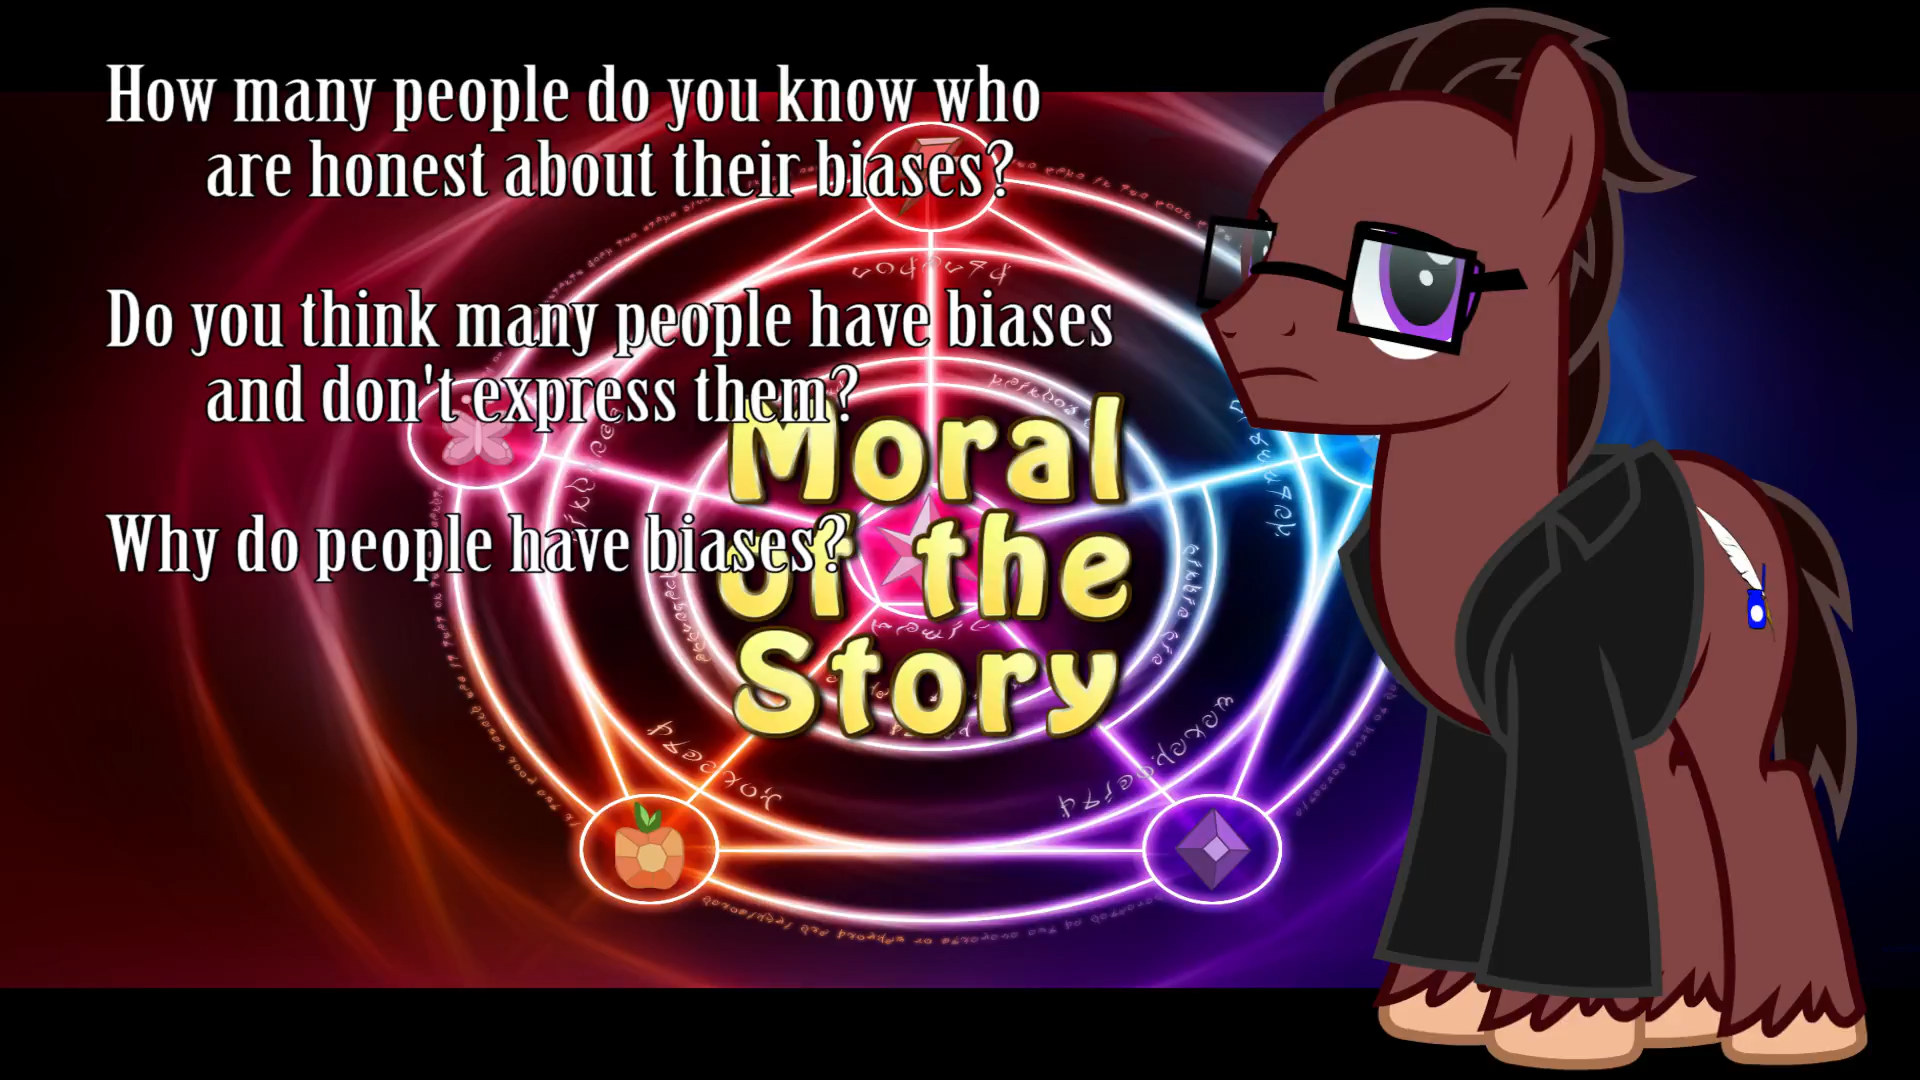 How many people do you know who
are honest about their biases?
Do you think many people have biases
and don't express them?
Why do people have biases?
Moral
of the
Story